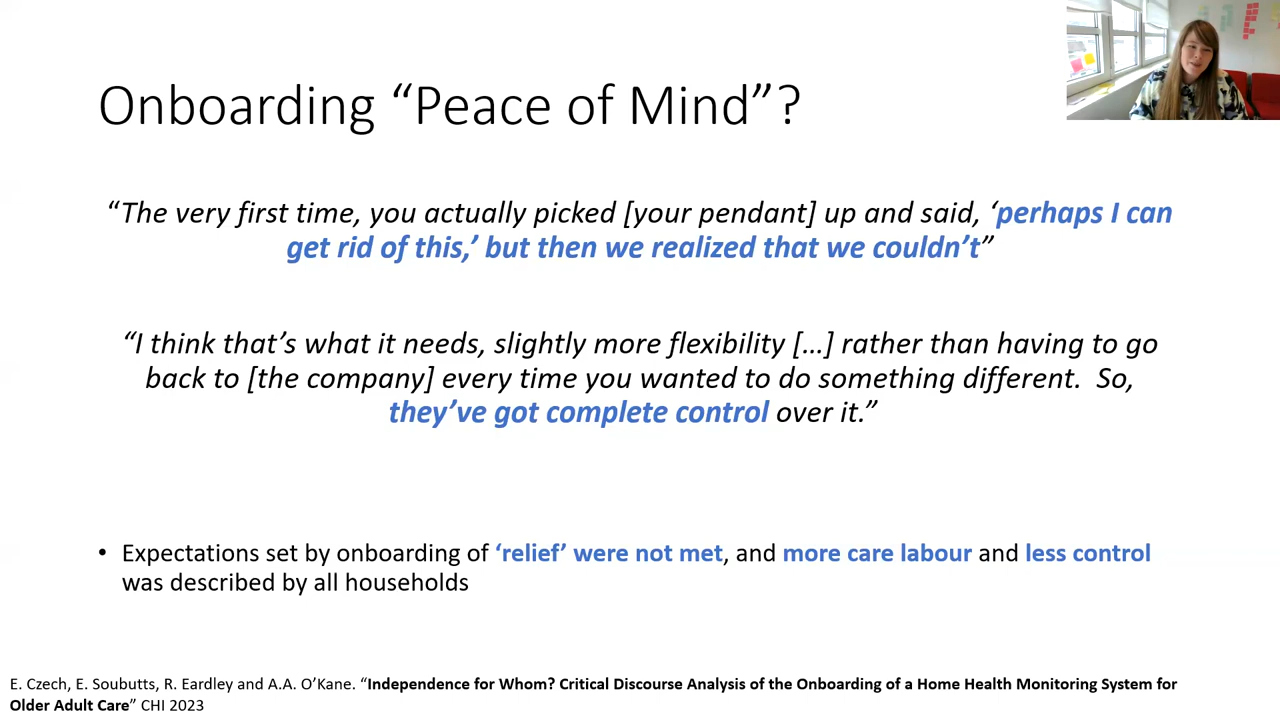 Onboarding “Peace of Mind”?
“The very first time, you actually picked [your pendant] up and said, ‘perhaps I can
get rid of this,’ but then we realized that we couldn’t”
“I think that’s what it needs, slightly more flexibility […] rather than having to go
back to [the company] every time you wanted to do something different.  So,
they’ve got complete control over it.”
• Expectations set by onboarding of ‘relief’ were not met, and more care labour and less control
was described by all households
E. Czech, E. Soubutts, R. Eardley and A.A. O’Kane. “Independence for Whom? Critical Discourse Analysis of the Onboarding of a Home Health Monitoring System for
Older Adult Care” CHI 2023